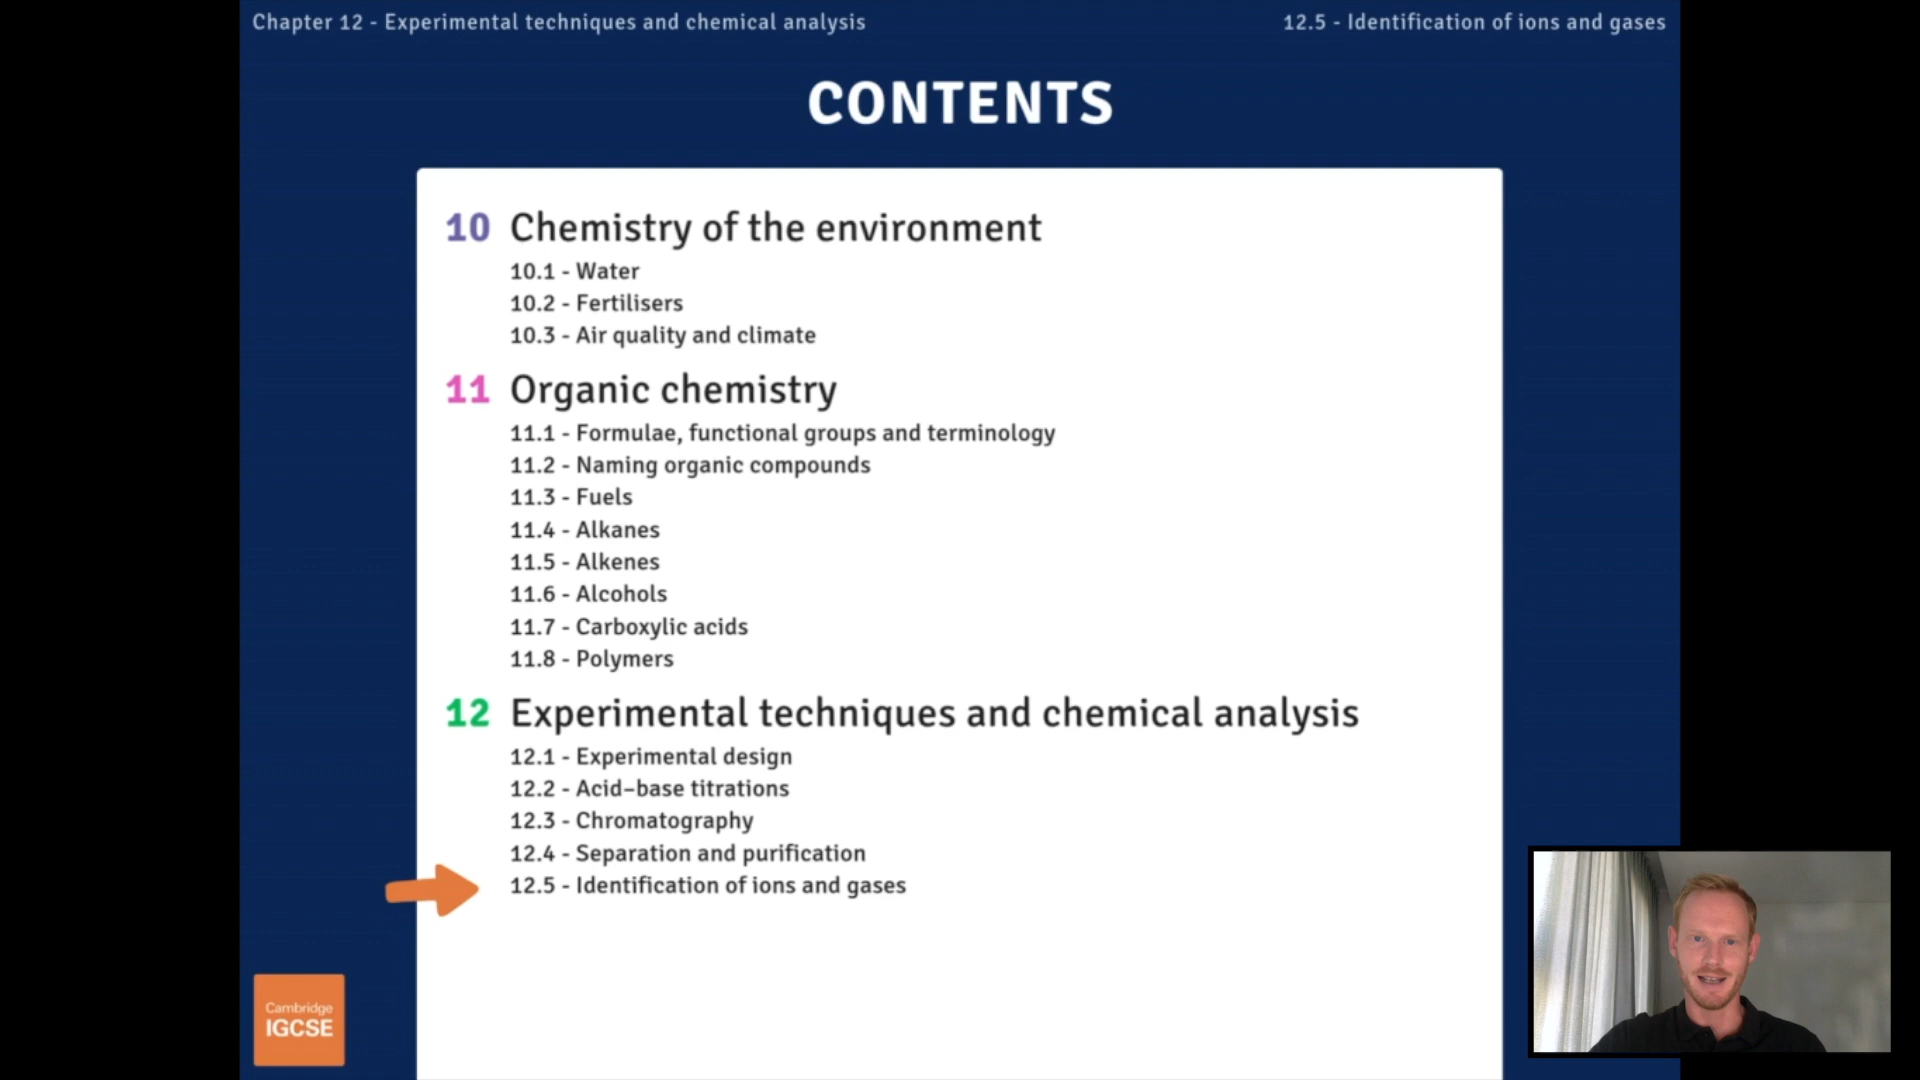 Chapter 12 - Experimental techniques and chemical analysis
12.5 - Identification of ions and gases
CONTENTS
10 Chemistry of the environment
10.1 - Water
10.2 - Fertilisers
10.3 - Air quality and climate
11 Organic chemistry
11.1 - Formulae, functional groups and terminology
11.2 - Naming organic compounds
11.3 - Fuels
11.4 - Alkanes
11.5 - Alkenes
11.6 - Alcohols
11.7 - Carboxylic acids
11.8 - Polymers
12 Experimental techniques and chemical analysis
12.1 - Experimental design
12.2 - Acid–base titrations
12.3 - Chromatography
12.4 - Separation and purification
12.5 - Identification of ions and gases
Cambridge
IGCSE